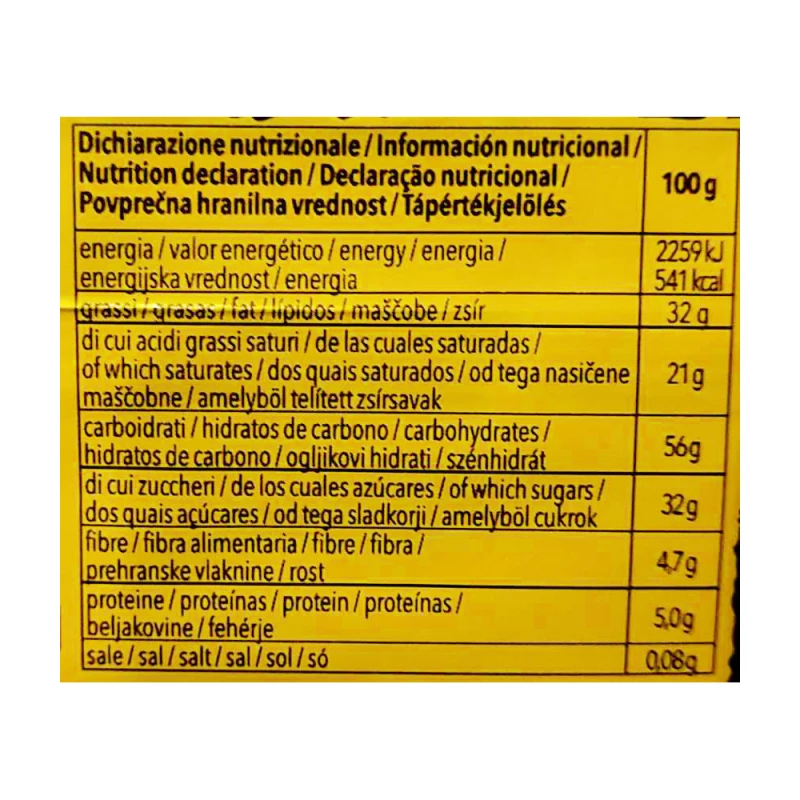 Dichiarazione nutrizionale / Información nutricional /
Nutrition declaration / Declaração nutricional /
Povprečna hranilna vrednost / Tápértékjelölés
100 g
energia / valor energético / energy / energia /
energijska vrednost / energia
2259 kJ
541 kcal
grassi / grasas / fat / lípidos / maščobe / zsír
32 g
di cui acidi grassi saturi / de las cuales saturadas /
of which saturates / dos quais saturados / od tega nasičene
maščobne / amelyböl telített zsírsavak
21 g
carboidrati / hidratos de carbono / carbohydrates /
hidratos de carbono / ogljikovi hidrati / szénhidrát
56g
di cui zuccheri / de los cuales azúcares / of which sugars /
dos quais açúcares / od tega sladkorji / amelyböl cukrok
32g
fibre / fibra alimentaria / fibre / fibra /
prehranske vlaknine / rost
4,7 g
proteine / proteínas / protein / proteínas /
beljakovine / fehérje
5,0g
sale / sal / salt / sal / sol / só
0,08g